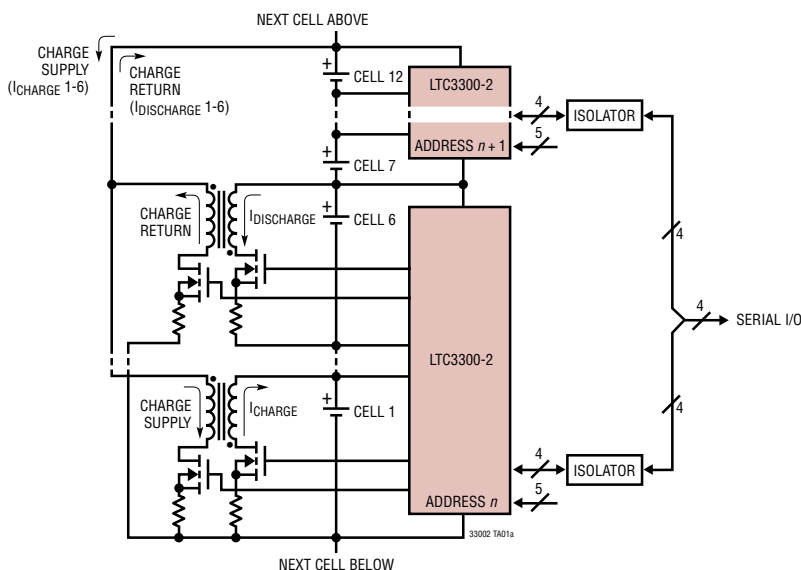 NEXT CELL ABOVE
CHARGE
SUPPLY
(ICHARGE 1-6)
CHARGE
RETURN
(IDISCHARGE 1-6)
+
CELL 12
LTC3300-2
4
ISOLATOR
ADDRESS n + 1
5
+
CELL 7
CHARGE
RETURN
IDISCHARGE
+
CELL 6
4
4
SERIAL I/O
LTC3300-2
CHARGE
SUPPLY
ICHARGE
+
CELL 1
4
4
ISOLATOR
ADDRESS n
5
33002 TA01a
NEXT CELL BELOW